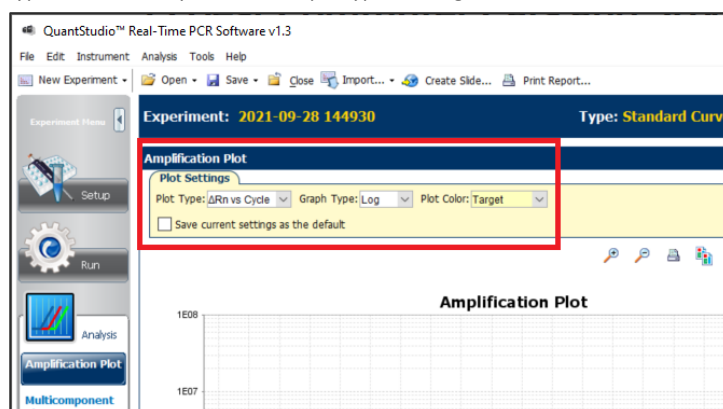 QuantStudio™ Real-Time PCR Software v1.3
File Edit Instrument Analysis Tools Help
New Experiment Open Save Close Import... Create Slide... Print Report...
Experiment Menu
Experiment: 2021-09-28 144930 Type: Standard Curv
Amplification Plot
Plot Settings
Plot Type: ΔRn vs Cycle Graph Type: Log Plot Color: Target
Save current settings as the default
Setup
Run
Analysis
Amplification Plot
Multicomponent
Amplification Plot
1E08
1E07